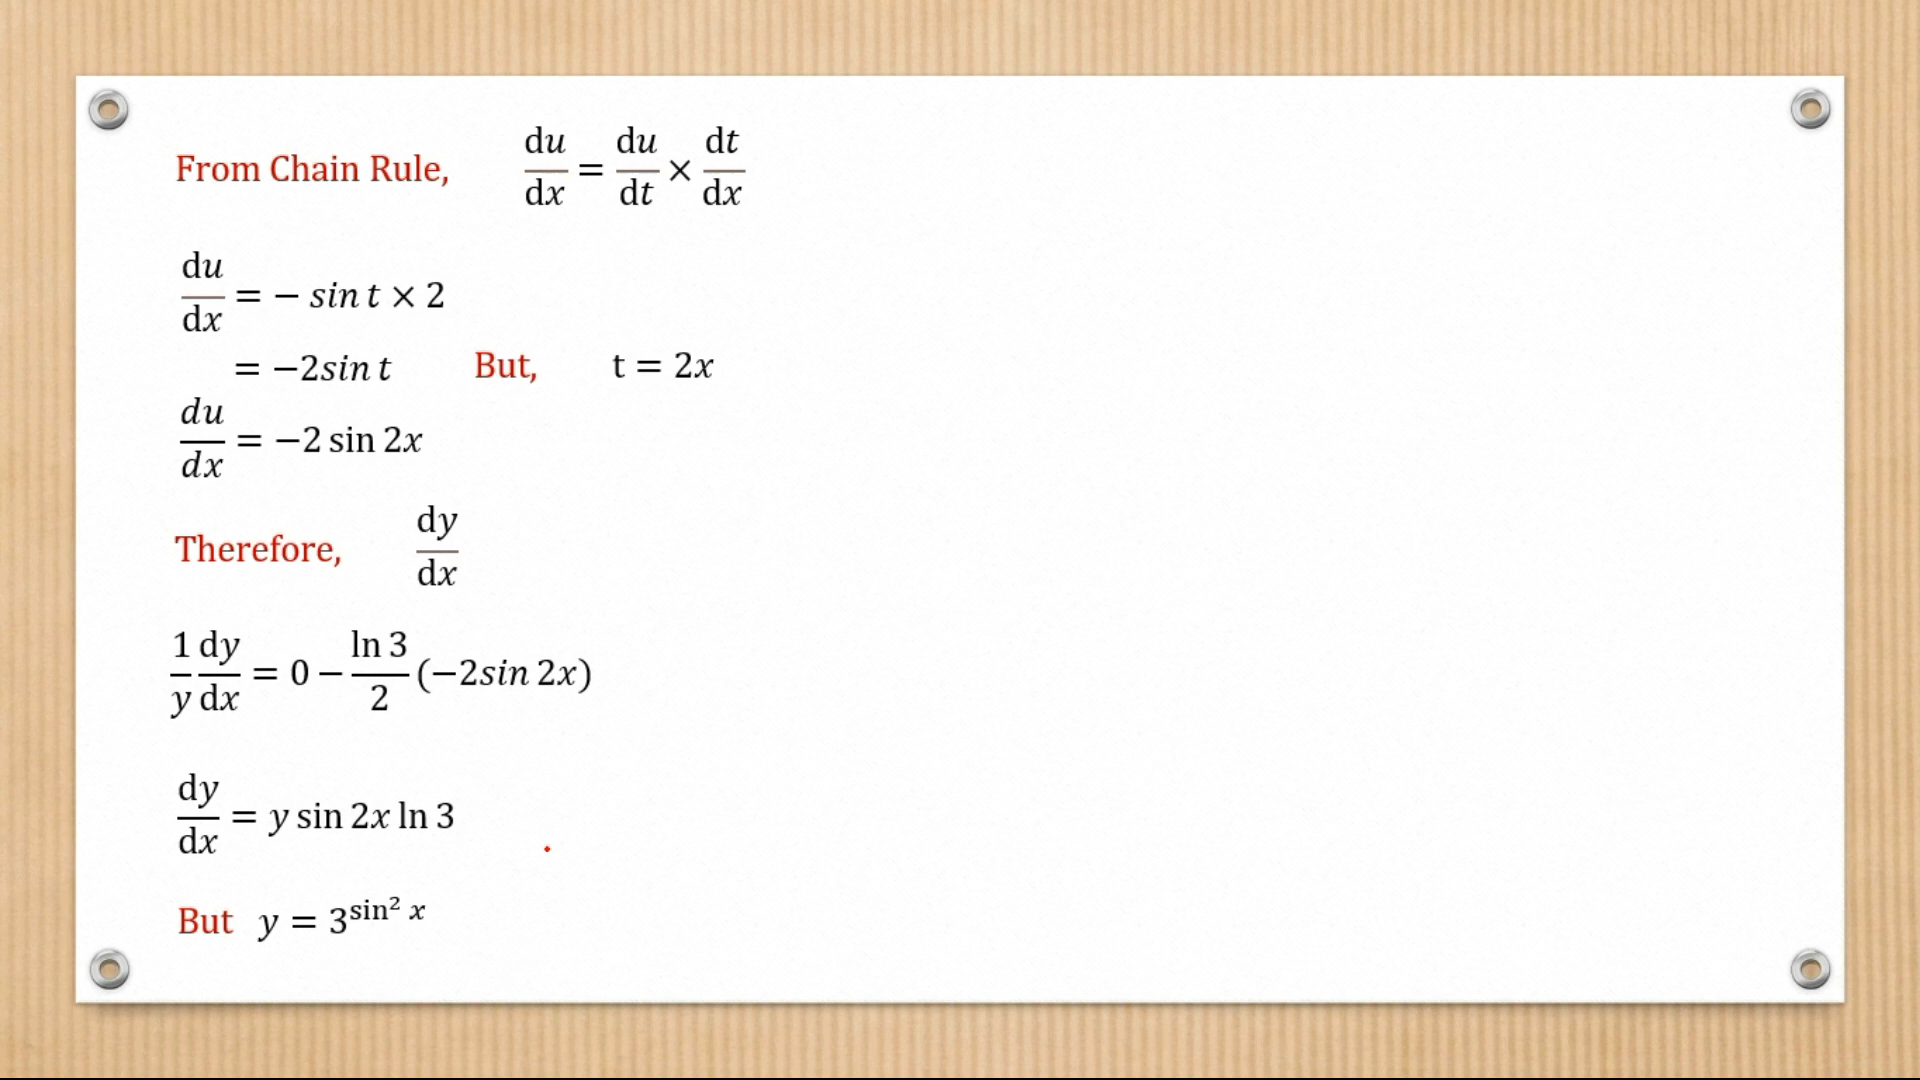 From Chain Rule, du/dx = du/dt × dt/dx
du/dx = − sin t × 2
= −2sin t But, t = 2x
du/dx = −2 sin 2x
Therefore, dy/dx
1/y dy/dx = 0 − ln 3/2 (−2sin 2x)
dy/dx = y sin 2x ln 3
But y = 3^(sin² x)